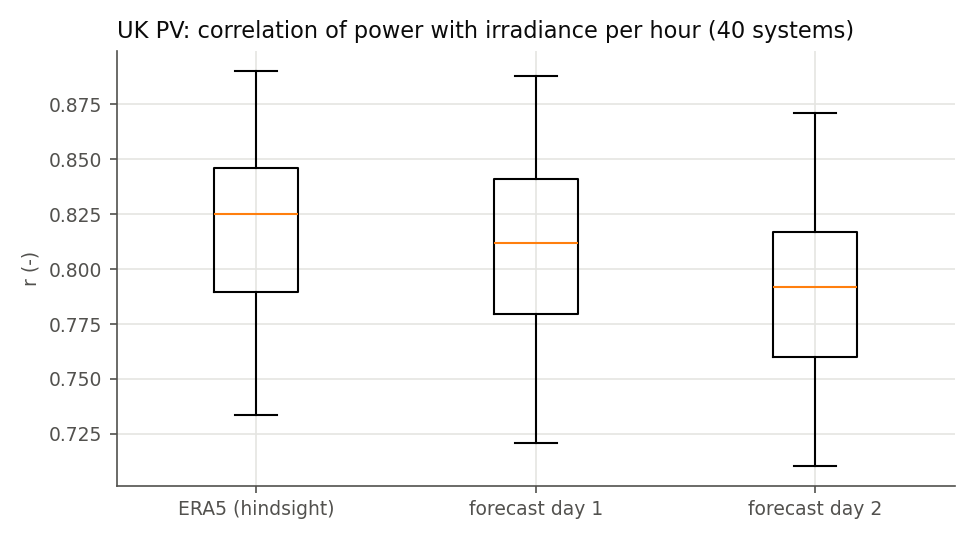 UK PV: correlation of power with irradiance per hour (40 systems)
0.875
0.850
0.825
0.800
0.775
0.750
0.725
r (-)
ERA5 (hindsight)
forecast day 1
forecast day 2